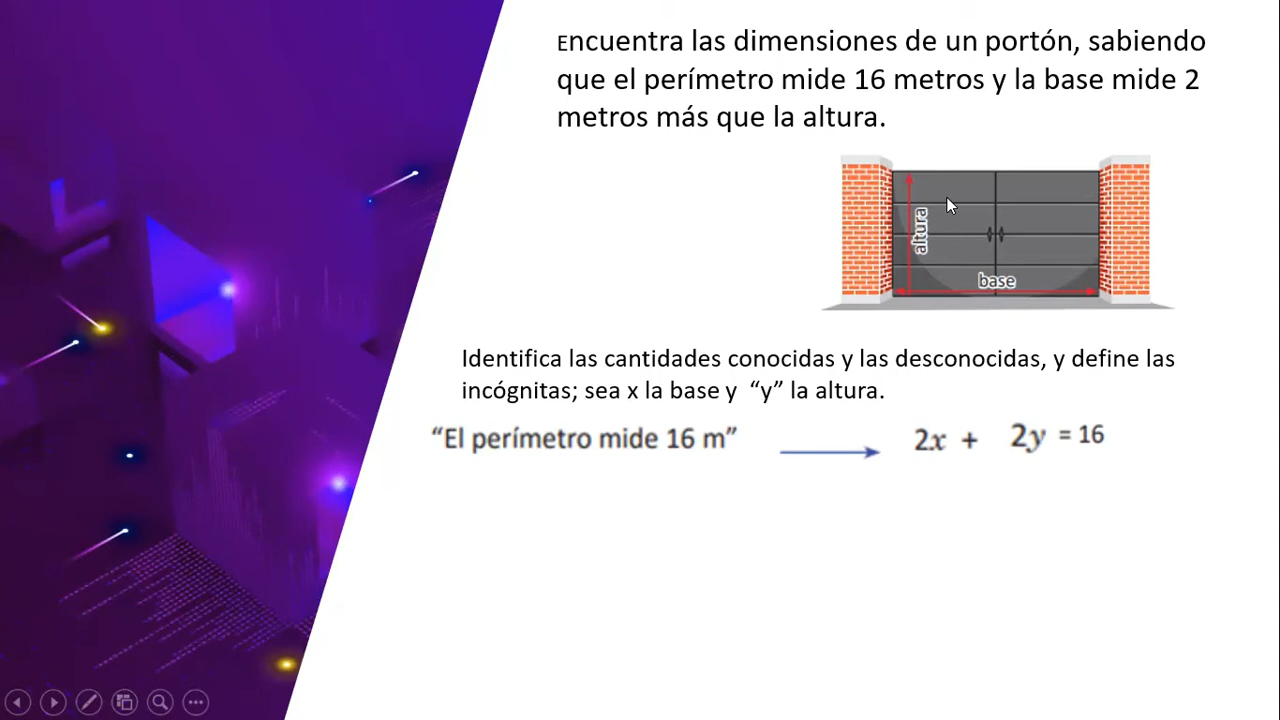 Encuentra las dimensiones de un portón, sabiendo
que el perímetro mide 16 metros y la base mide 2
metros más que la altura.
altura
base
Identifica las cantidades conocidas y las desconocidas, y define las
incógnitas; sea x la base y “y” la altura.
“El perímetro mide 16 m” 2x + 2y = 16